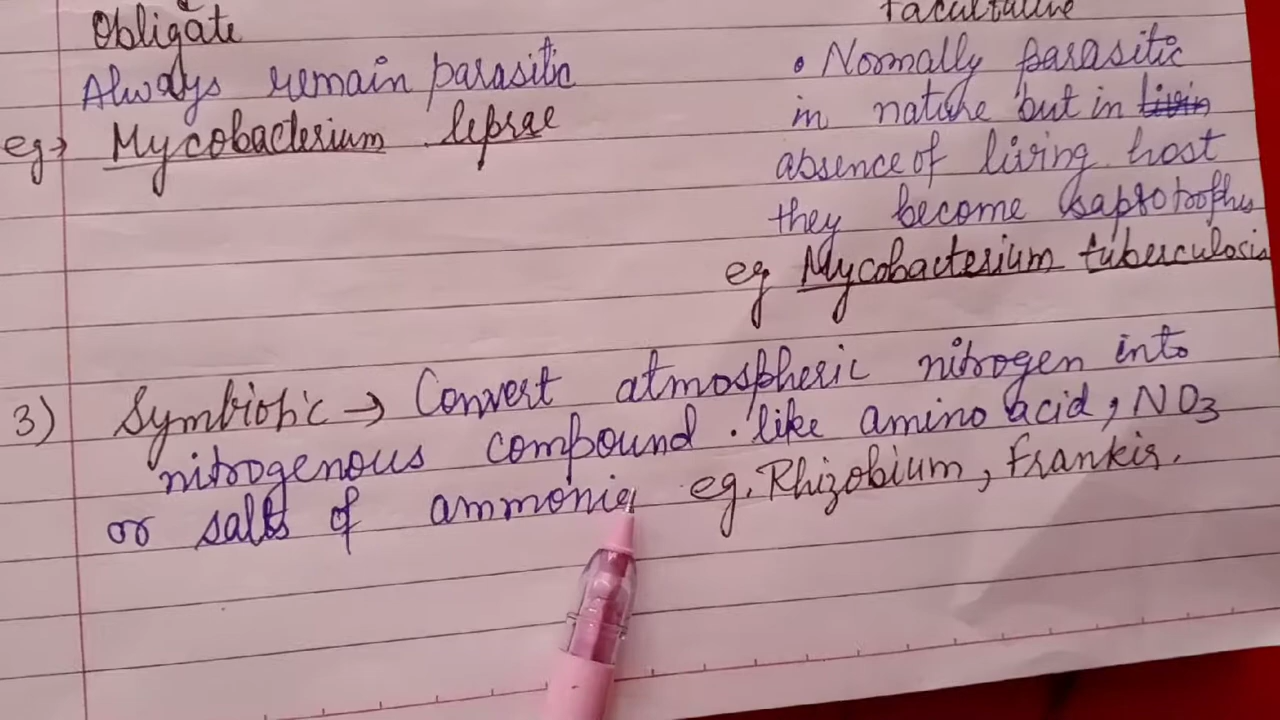 Obligate
Always remain parasitic
eg→ Mycobacterium leprae
Facultative
• Normally parasitic
in nature but in livin
absence of living host
they become saprotrophs
eg Mycobacterium tuberculosis
3) Symbiotic → Convert atmospheric nitrogen into
nitrogenous compound. like amino acid, NO3
or salts of ammonia eg. Rhizobium, Frankia.